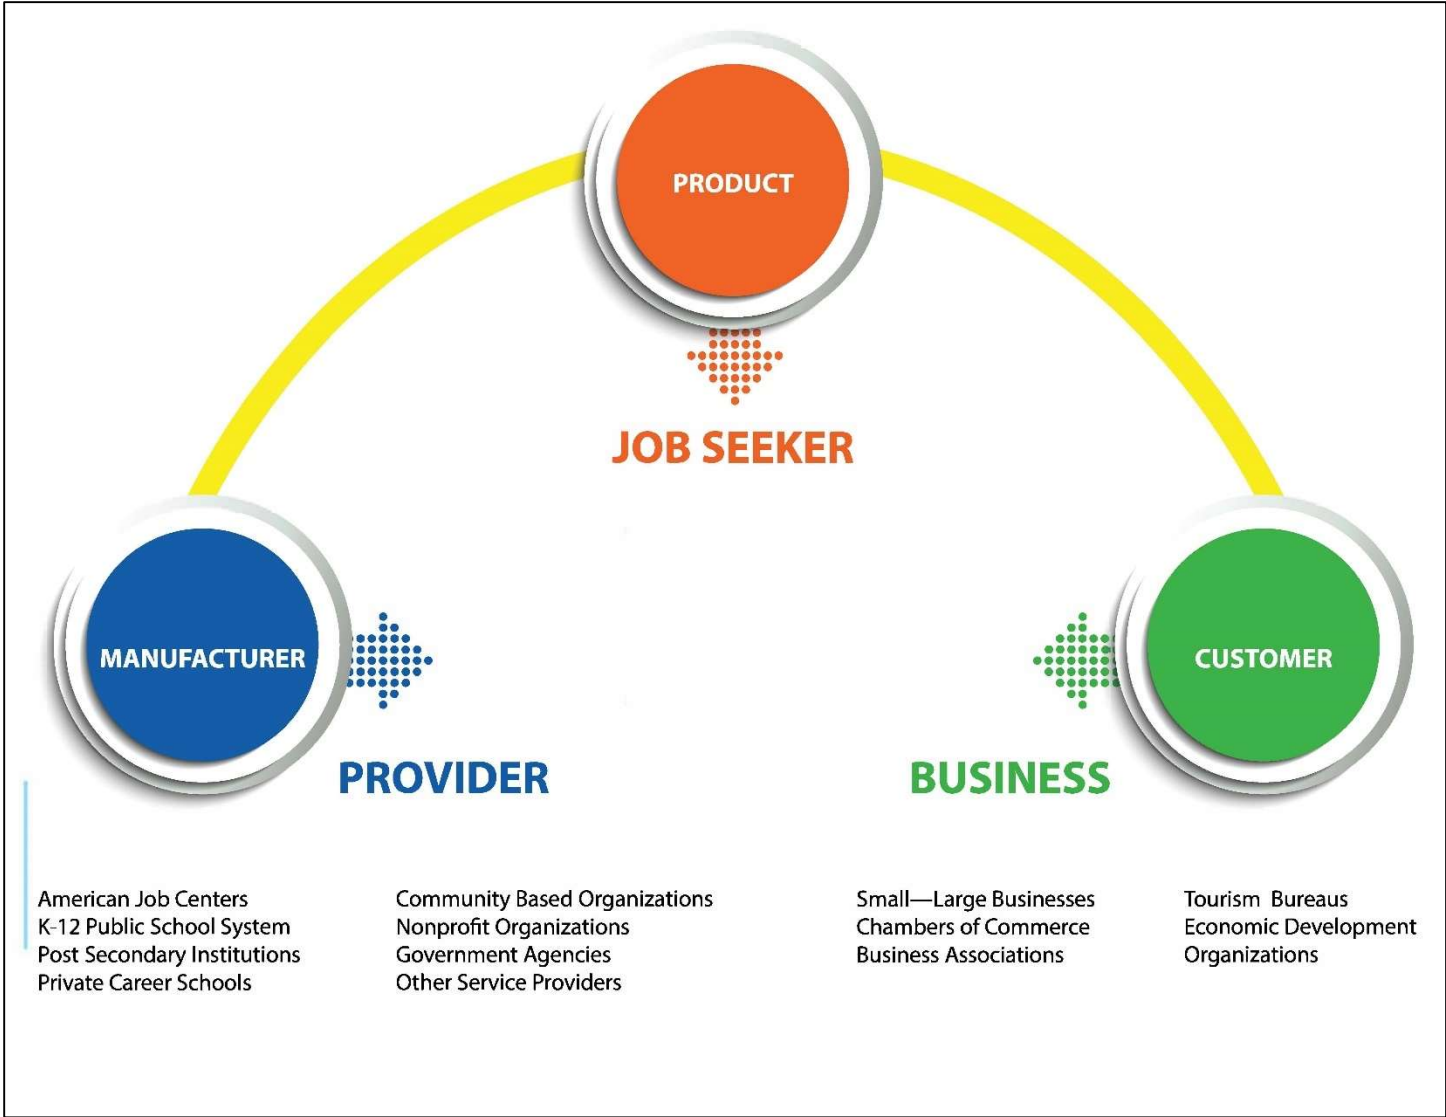 PRODUCT
JOB SEEKER
MANUFACTURER
CUSTOMER
PROVIDER
BUSINESS
American Job Centers
K-12 Public School System
Post Secondary Institutions
Private Career Schools
Community Based Organizations
Nonprofit Organizations
Government Agencies
Other Service Providers
Small—Large Businesses
Chambers of Commerce
Business Associations
Tourism Bureaus
Economic Development
Organizations